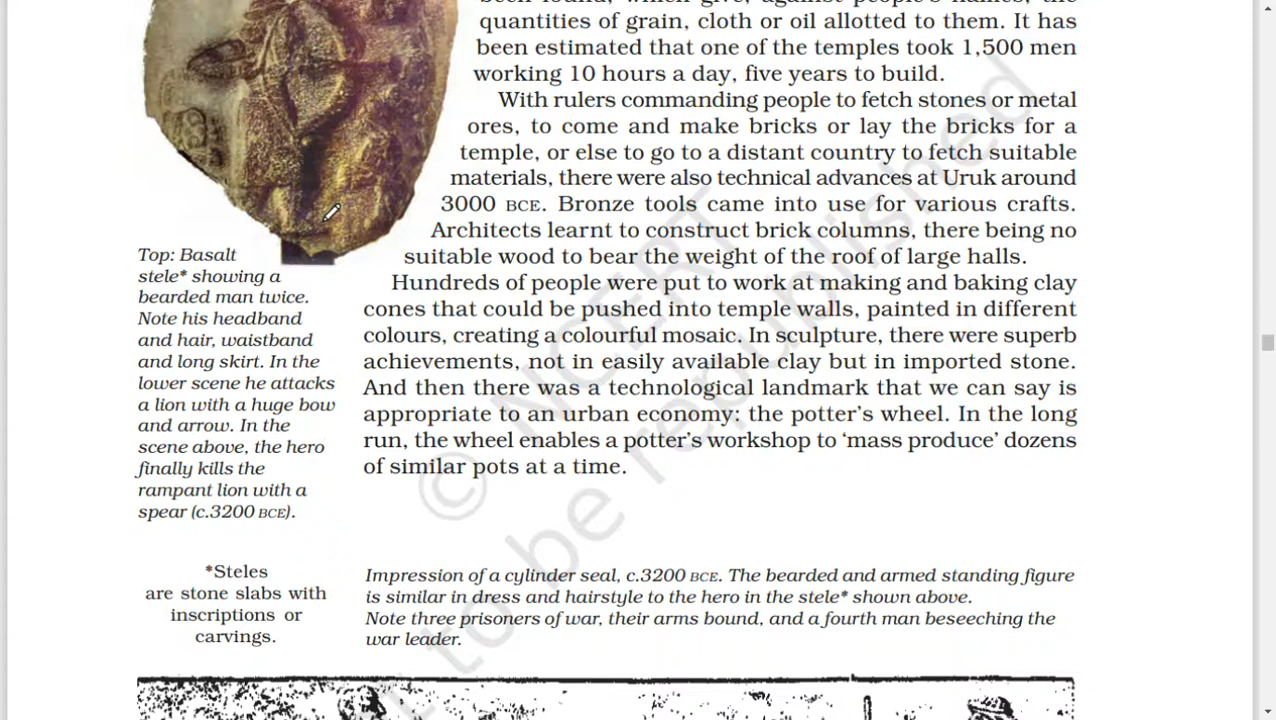 quantities of grain, cloth or oil allotted to them. It has
been estimated that one of the temples took 1,500 men
working 10 hours a day, five years to build.
With rulers commanding people to fetch stones or metal
ores, to come and make bricks or lay the bricks for a
temple, or else to go to a distant country to fetch suitable
materials, there were also technical advances at Uruk around
3000 BCE. Bronze tools came into use for various crafts.
Architects learnt to construct brick columns, there being no
suitable wood to bear the weight of the roof of large halls.
Hundreds of people were put to work at making and baking clay
cones that could be pushed into temple walls, painted in different
colours, creating a colourful mosaic. In sculpture, there were superb
achievements, not in easily available clay but in imported stone.
And then there was a technological landmark that we can say is
appropriate to an urban economy: the potter’s wheel. In the long
run, the wheel enables a potter’s workshop to ‘mass produce’ dozens
of similar pots at a time.
Top: Basalt
stele* showing a
bearded man twice.
Note his headband
and hair, waistband
and long skirt. In the
lower scene he attacks
a lion with a huge bow
and arrow. In the
scene above, the hero
finally kills the
rampant lion with a
spear (c.3200 BCE).
*Steles
are stone slabs with
inscriptions or
carvings.
Impression of a cylinder seal, c.3200 BCE. The bearded and armed standing figure
is similar in dress and hairstyle to the hero in the stele* shown above.
Note three prisoners of war, their arms bound, and a fourth man beseeching the
war leader.
© NCERT
t to be republished